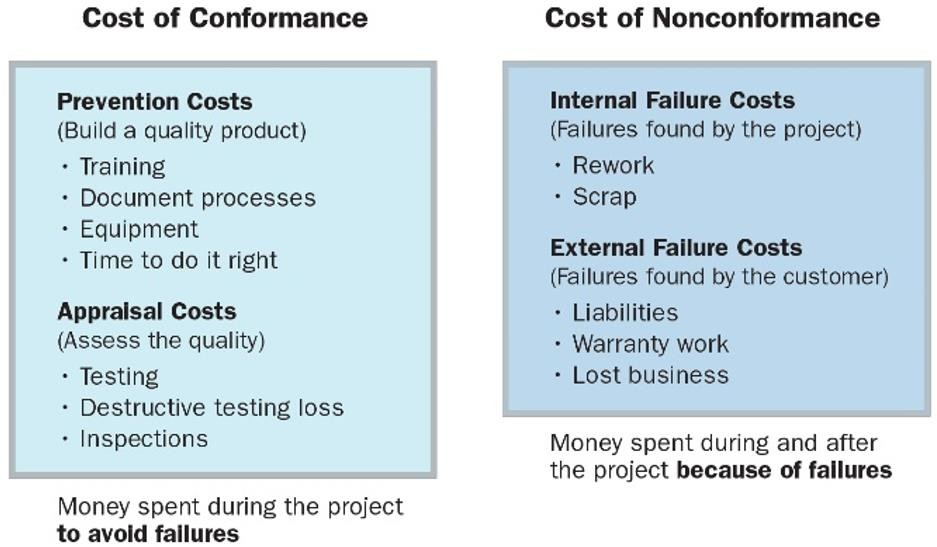 Cost of Conformance
Prevention Costs
(Build a quality product)
· Training
· Document processes
· Equipment
· Time to do it right
Appraisal Costs
(Assess the quality)
· Testing
· Destructive testing loss
· Inspections
Money spent during the project
to avoid failures
Cost of Nonconformance
Internal Failure Costs
(Failures found by the project)
· Rework
· Scrap
External Failure Costs
(Failures found by the customer)
· Liabilities
· Warranty work
· Lost business
Money spent during and after
the project because of failures